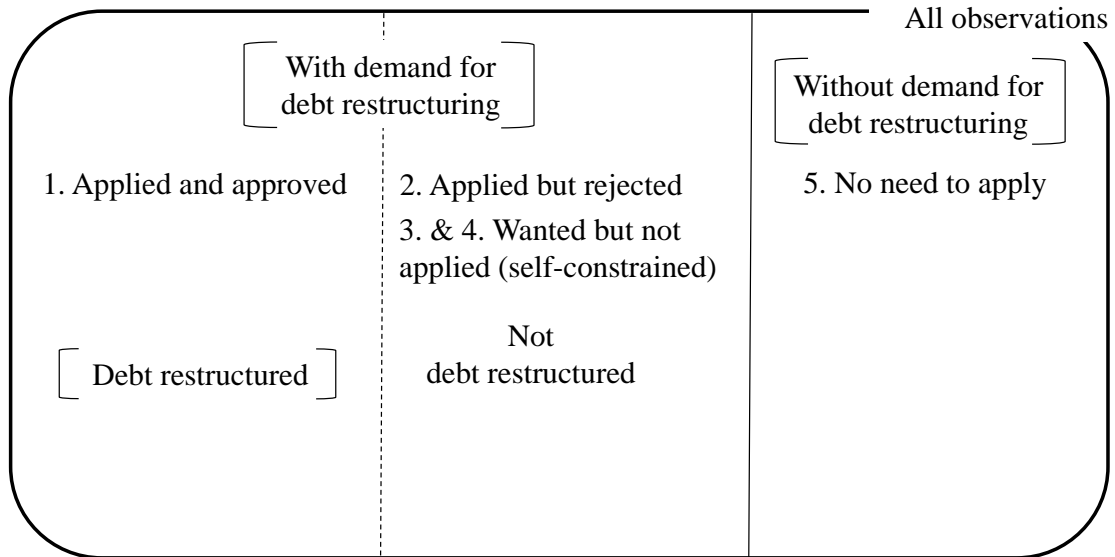 All observations
With demand for
debt restructuring
Without demand for
debt restructuring
1. Applied and approved
2. Applied but rejected
3. & 4. Wanted but not
applied (self-constrained)
5. No need to apply
Debt restructured
Not
debt restructured